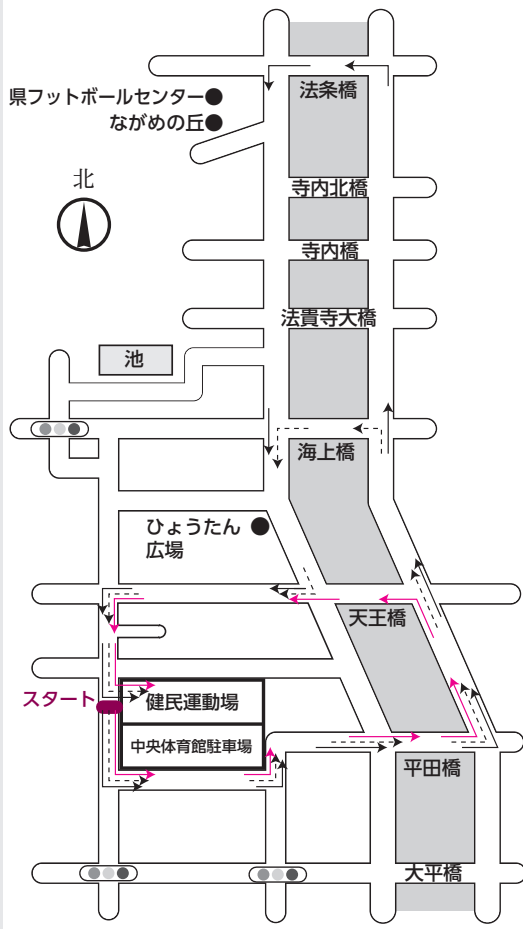 法条橋
県フットボールセンター●
ながめの丘●
北
寺内北橋
寺内橋
法貴寺大橋
池
海上橋
ひょうたん
広場
天王橋
スタート
健民運動場
中央体育館駐車場
平田橋
大平橋